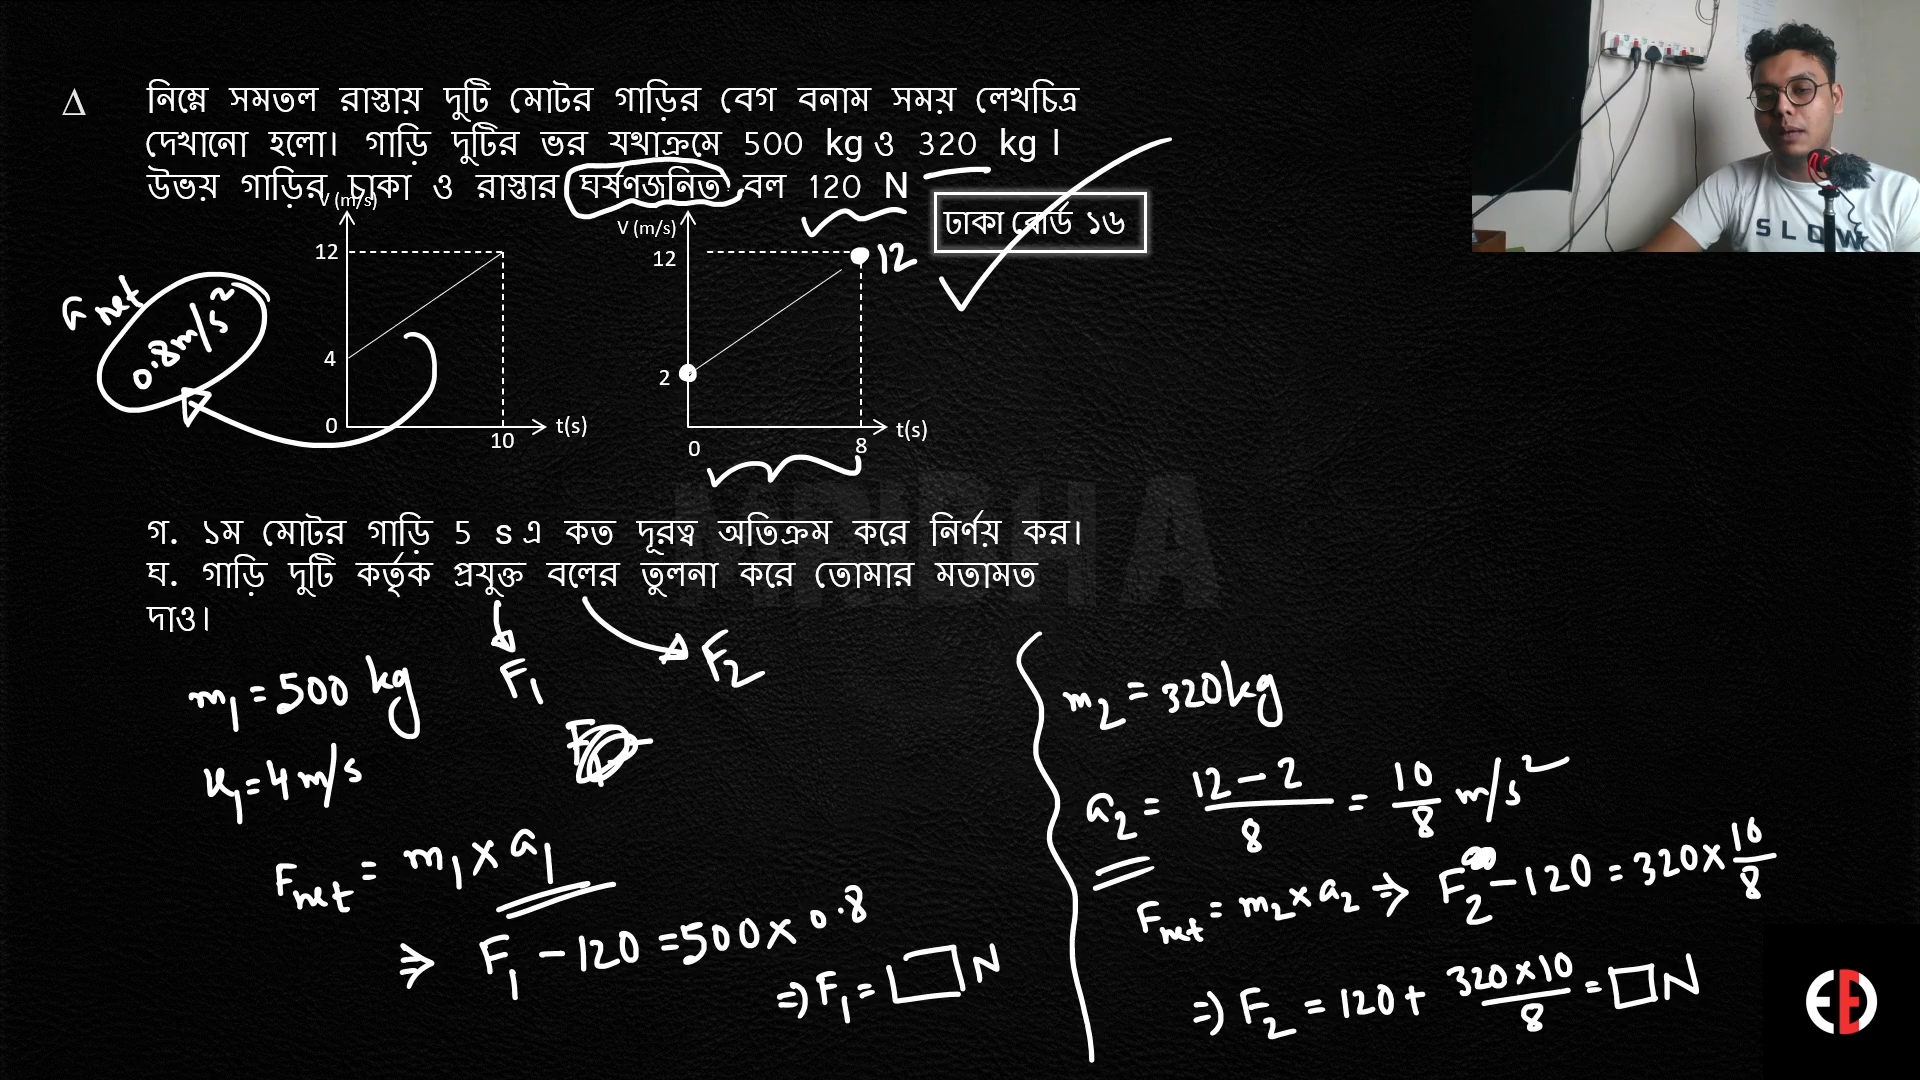 Δ নিম্নে সমতল রাস্তায় দুটি মোটর গাড়ির বেগ বনাম সময় লেখচিত্র
দেখানো হলো। গাড়ি দুটির ভর যথাক্রমে 500 kg ও 320 kg I
উভয় গাড়ির চাকা ও রাস্তার ঘর্ষণজনিত বল 120 N
ঢাকা বোর্ড ১৬
V (m/s)
12
4
0
10
t(s)
a net
0.8m/s²
V (m/s)
12
12
2
0
8
t(s)
গ. ১ম মোটর গাড়ি 5 s এ কত দূরত্ব অতিক্রম করে নির্ণয় কর।
ঘ. গাড়ি দুটি কর্তৃক প্রযুক্ত বলের তুলনা করে তোমার মতামত
দাও।
F₁
F₂
m₁ = 500 kg
u₁ = 4 m/s
F net = m₁ × a₁
⇒ F₁ – 120 = 500 × 0.8
⇒ F₁ = □ N
m₂ = 320 kg
a₂ = 12 – 2 / 8 = 10 / 8 m/s²
F net = m₂ × a₂ ⇒ F₂ – 120 = 320 × 10 / 8
⇒ F₂ = 120 + 320 × 10 / 8 = □ N
SLOW